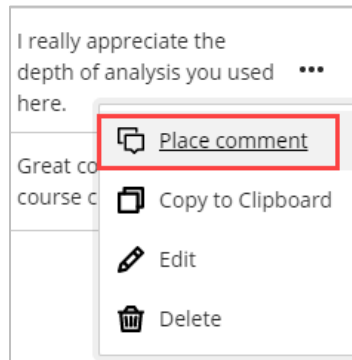 I really appreciate the
depth of analysis you used
here.
Place comment
Great co
course c
Copy to Clipboard
Edit
Delete